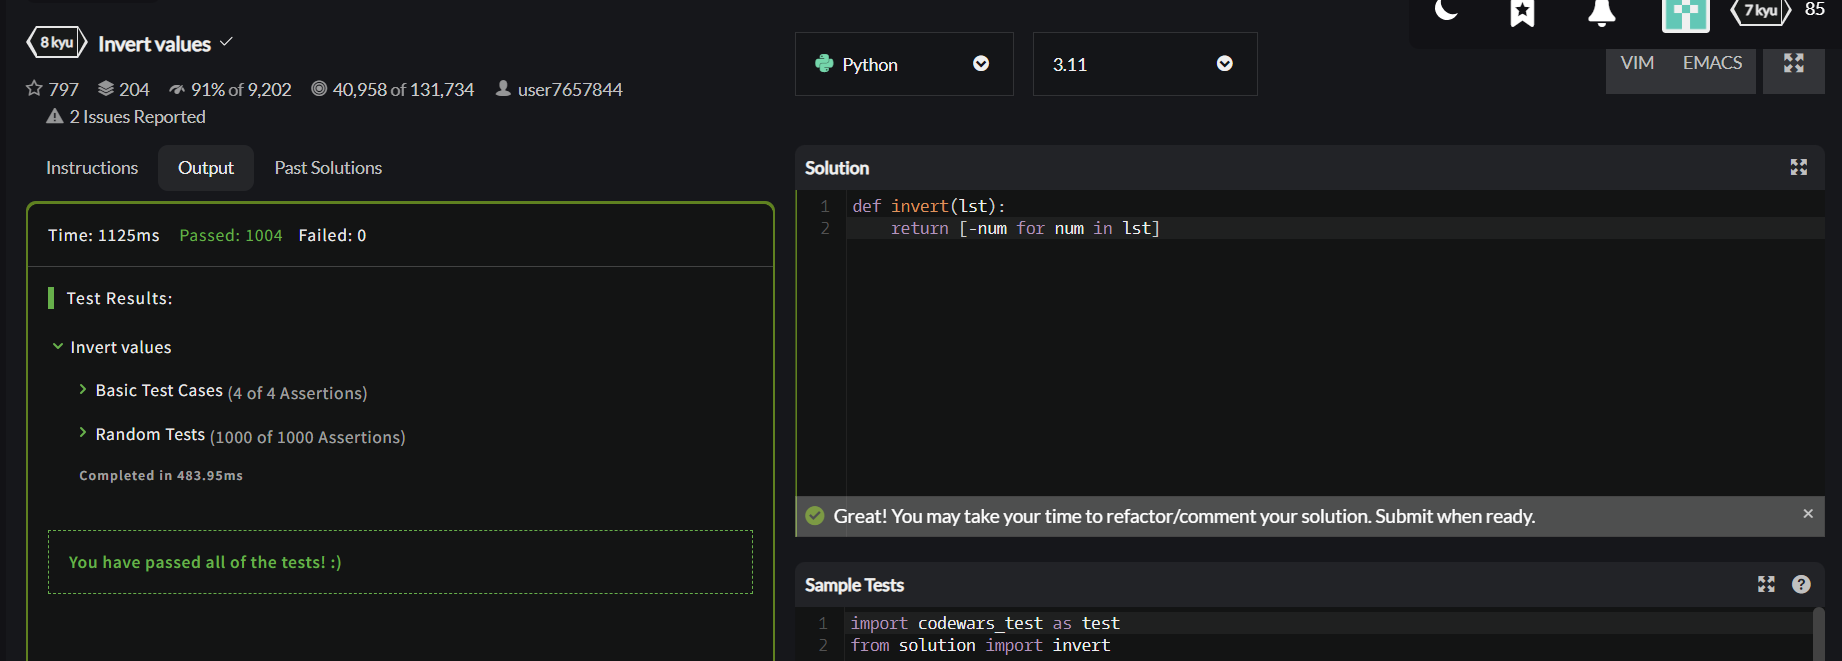 7 kyu 85
8 kyu Invert values
797 204 91% of 9,202 40,958 of 131,734 user7657844
2 Issues Reported
Python 3.11 VIM EMACS
Instructions Output Past Solutions
Time: 1125ms Passed: 1004 Failed: 0
Test Results:
Invert values
Basic Test Cases (4 of 4 Assertions)
Random Tests (1000 of 1000 Assertions)
Completed in 483.95ms
You have passed all of the tests! :)
Solution
1 def invert(lst):
2     return [-num for num in lst]
Great! You may take your time to refactor/comment your solution. Submit when ready. ×
Sample Tests ?
1 import codewars_test as test
2 from solution import invert